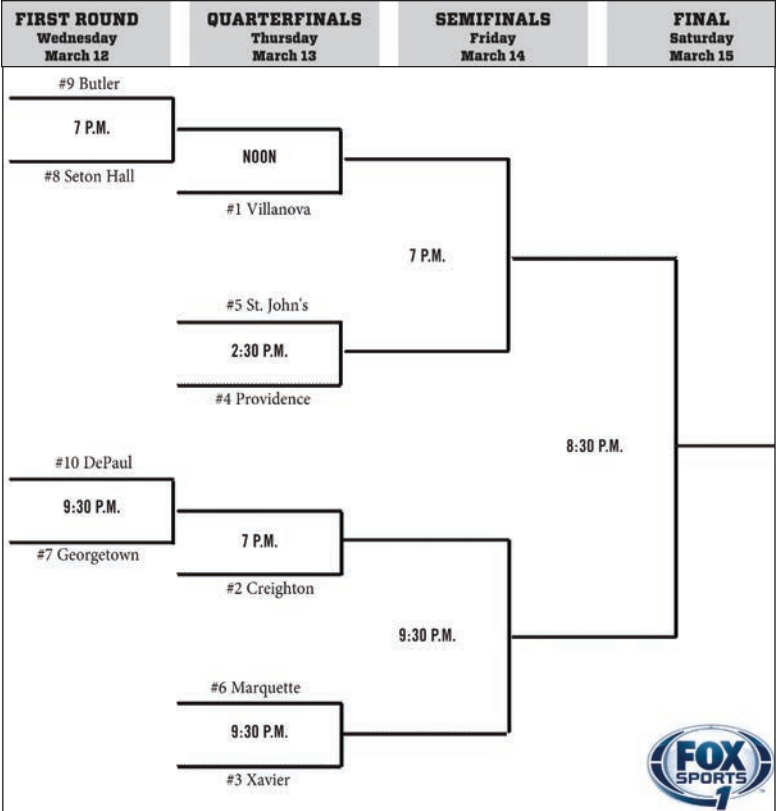 FIRST ROUND
Wednesday
March 12
QUARTERFINALS
Thursday
March 13
SEMIFINALS
Friday
March 14
FINAL
Saturday
March 15
#9 Butler
7 P.M.
#8 Seton Hall
NOON
#1 Villanova
7 P.M.
#5 St. John's
2:30 P.M.
#4 Providence
8:30 P.M.
#10 DePaul
9:30 P.M.
#7 Georgetown
7 P.M.
#2 Creighton
9:30 P.M.
#6 Marquette
9:30 P.M.
#3 Xavier
FOX
SPORTS
1